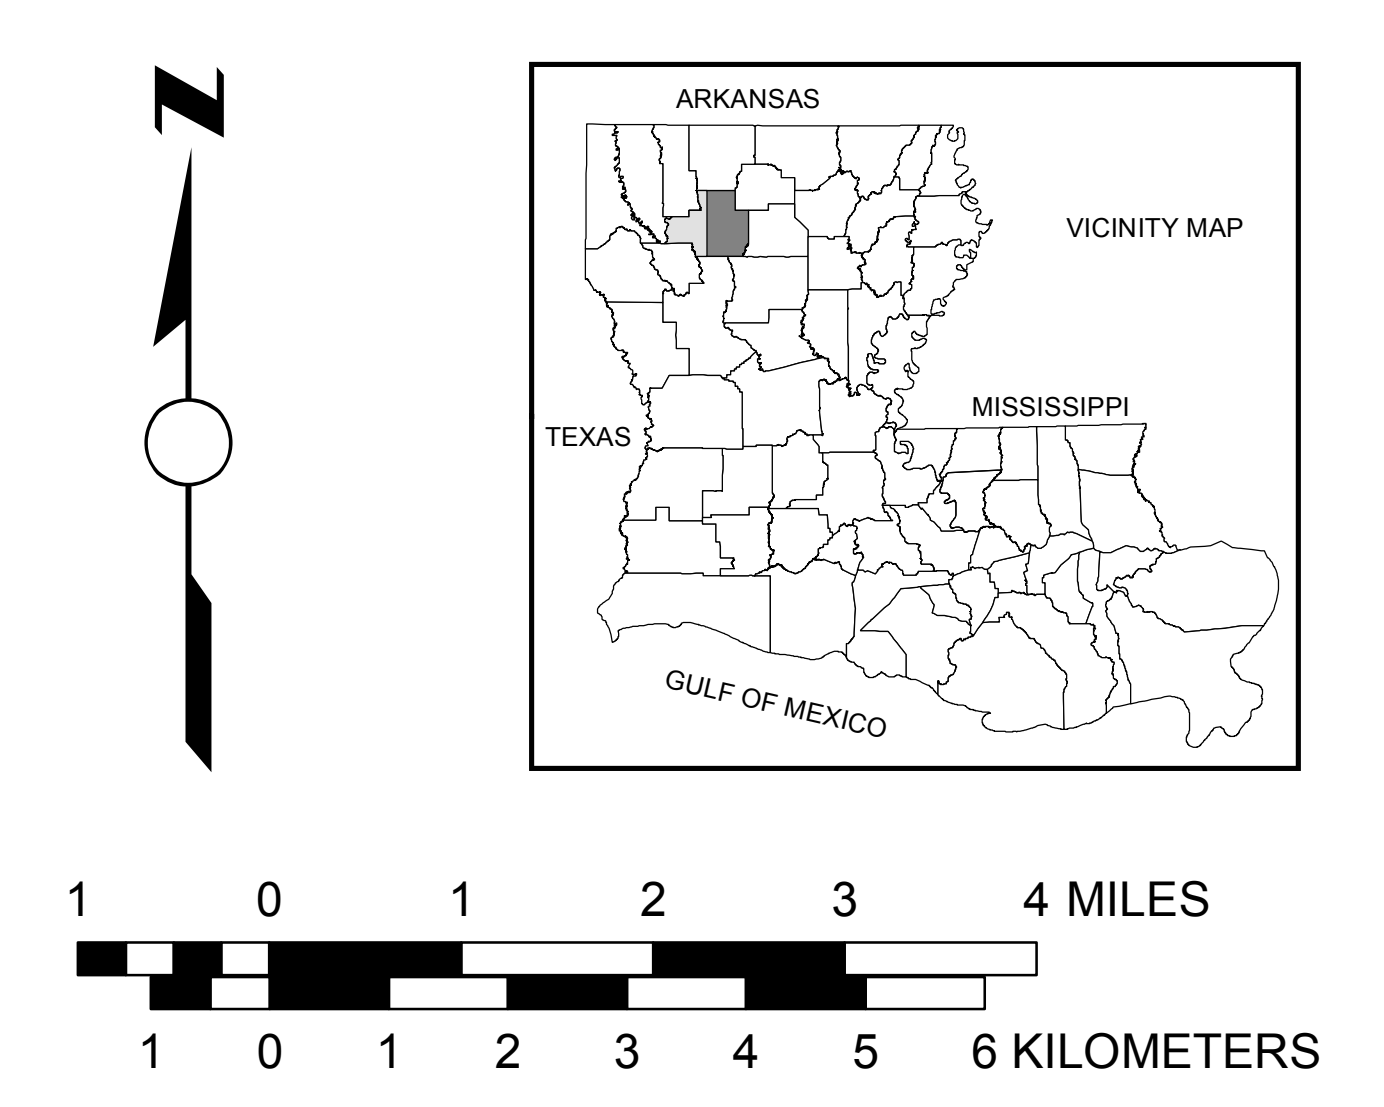 N
ARKANSAS
VICINITY MAP
MISSISSIPPI
TEXAS
GULF OF MEXICO
1 0 1 2 3 4 MILES
1 0 1 2 3 4 5 6 KILOMETERS